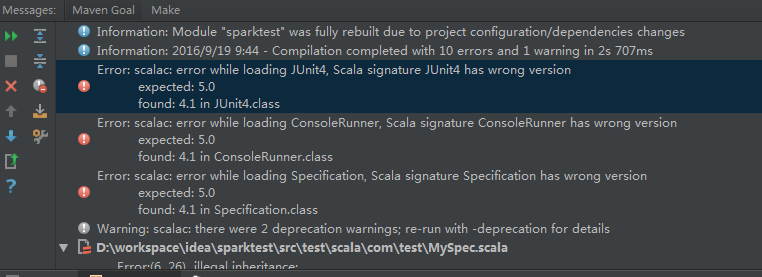 Messages: Maven Goal Make
Information: Module "sparktest" was fully rebuilt due to project configuration/dependencies changes
Information: 2016/9/19 9:44 - Compilation completed with 10 errors and 1 warning in 2s 707ms
Error: scalac: error while loading JUnit4, Scala signature JUnit4 has wrong version
expected: 5.0
found: 4.1 in JUnit4.class
Error: scalac: error while loading ConsoleRunner, Scala signature ConsoleRunner has wrong version
expected: 5.0
found: 4.1 in ConsoleRunner.class
Error: scalac: error while loading Specification, Scala signature Specification has wrong version
expected: 5.0
found: 4.1 in Specification.class
Warning: scalac: there were 2 deprecation warnings; re-run with -deprecation for details
D:\workspace\idea\sparktest\src\test\scala\com\test\MySpec.scala
Error:(6, 26) illegal inheritance: